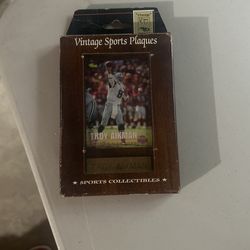 Vintage Sports Plaques
TROY AIKMAN
SPORTS COLLECTIBLES